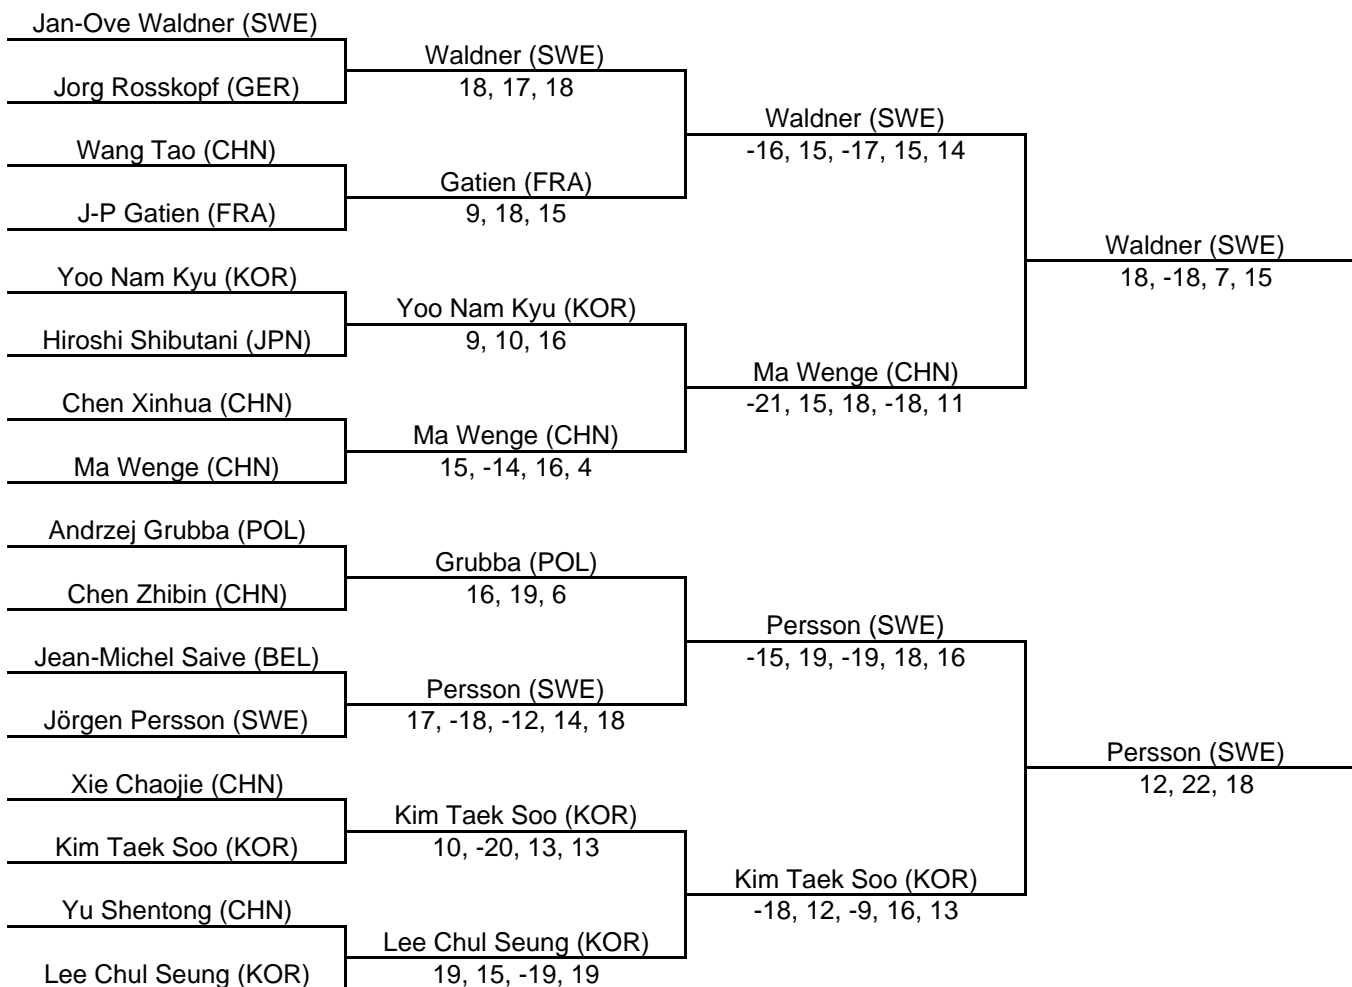 Jan-Ove Waldner (SWE)
Jorg Rosskopf (GER)
Wang Tao (CHN)
J-P Gatien (FRA)
Yoo Nam Kyu (KOR)
Hiroshi Shibutani (JPN)
Chen Xinhua (CHN)
Ma Wenge (CHN)
Andrzej Grubba (POL)
Chen Zhibin (CHN)
Jean-Michel Saive (BEL)
Jörgen Persson (SWE)
Xie Chaojie (CHN)
Kim Taek Soo (KOR)
Yu Shentong (CHN)
Lee Chul Seung (KOR)
Waldner (SWE)
18, 17, 18
Gatien (FRA)
9, 18, 15
Yoo Nam Kyu (KOR)
9, 10, 16
Ma Wenge (CHN)
15, -14, 16, 4
Grubba (POL)
16, 19, 6
Persson (SWE)
17, -18, -12, 14, 18
Kim Taek Soo (KOR)
10, -20, 13, 13
Lee Chul Seung (KOR)
19, 15, -19, 19
Waldner (SWE)
-16, 15, -17, 15, 14
Ma Wenge (CHN)
-21, 15, 18, -18, 11
Persson (SWE)
-15, 19, -19, 18, 16
Kim Taek Soo (KOR)
-18, 12, -9, 16, 13
Waldner (SWE)
18, -18, 7, 15
Persson (SWE)
12, 22, 18